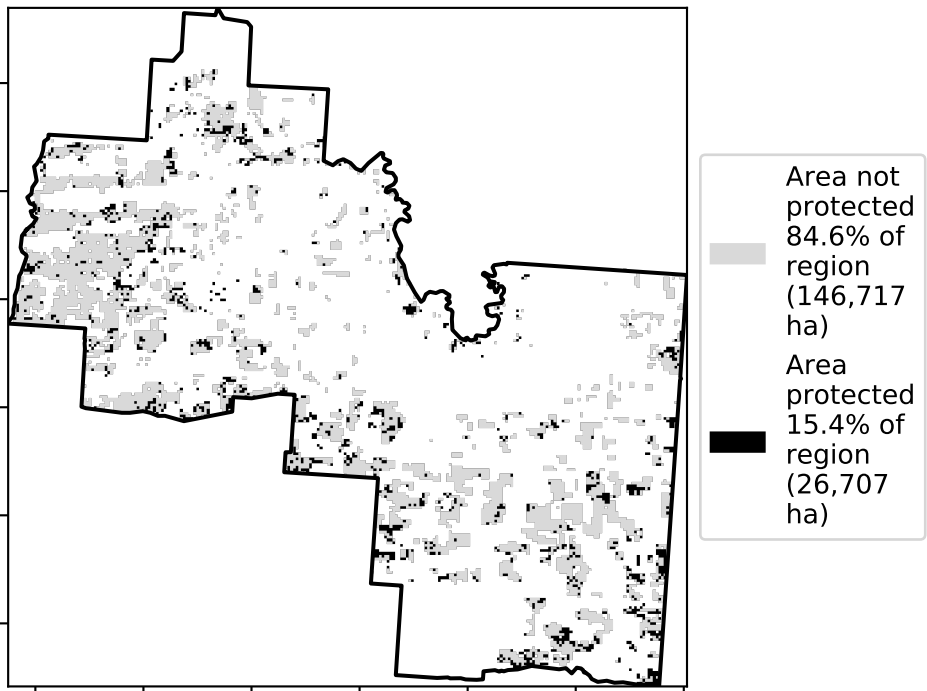 Area not
protected
84.6% of
region
(146,717
ha)
Area
protected
15.4% of
region
(26,707
ha)